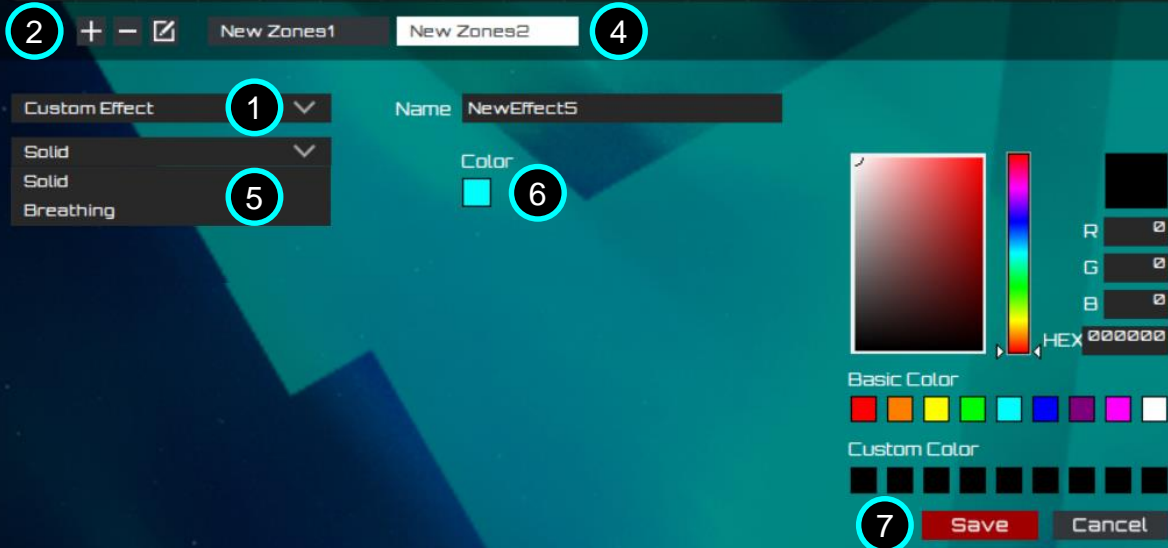 2 New Zones1 New Zones2 4
Custom Effect 1 Name NewEffect5
Solid
Solid
Breathing 5
Color
6
R 0
G 0
B 0
HEX 000000
Basic Color
Custom Color
7 Save Cancel